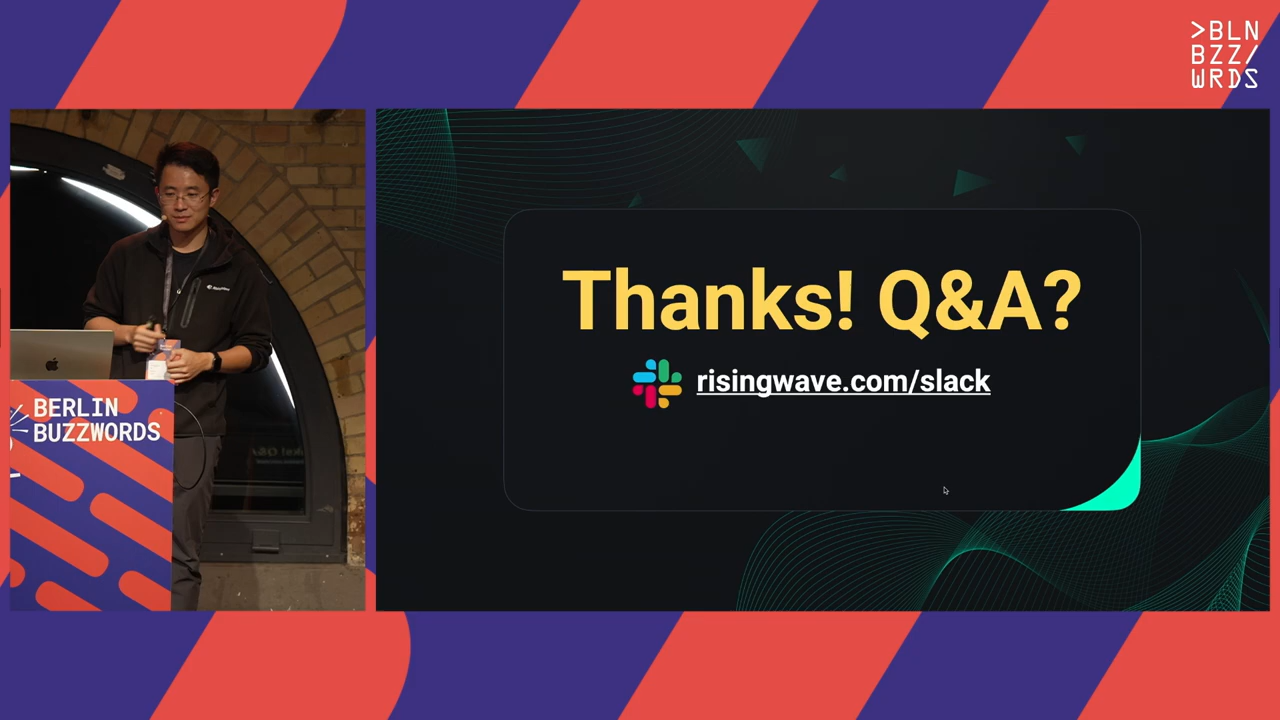 >BLN
BZZ/
WRDS
Thanks! Q&A?
risingwave.com/slack
BERLIN
BUZZWORDS